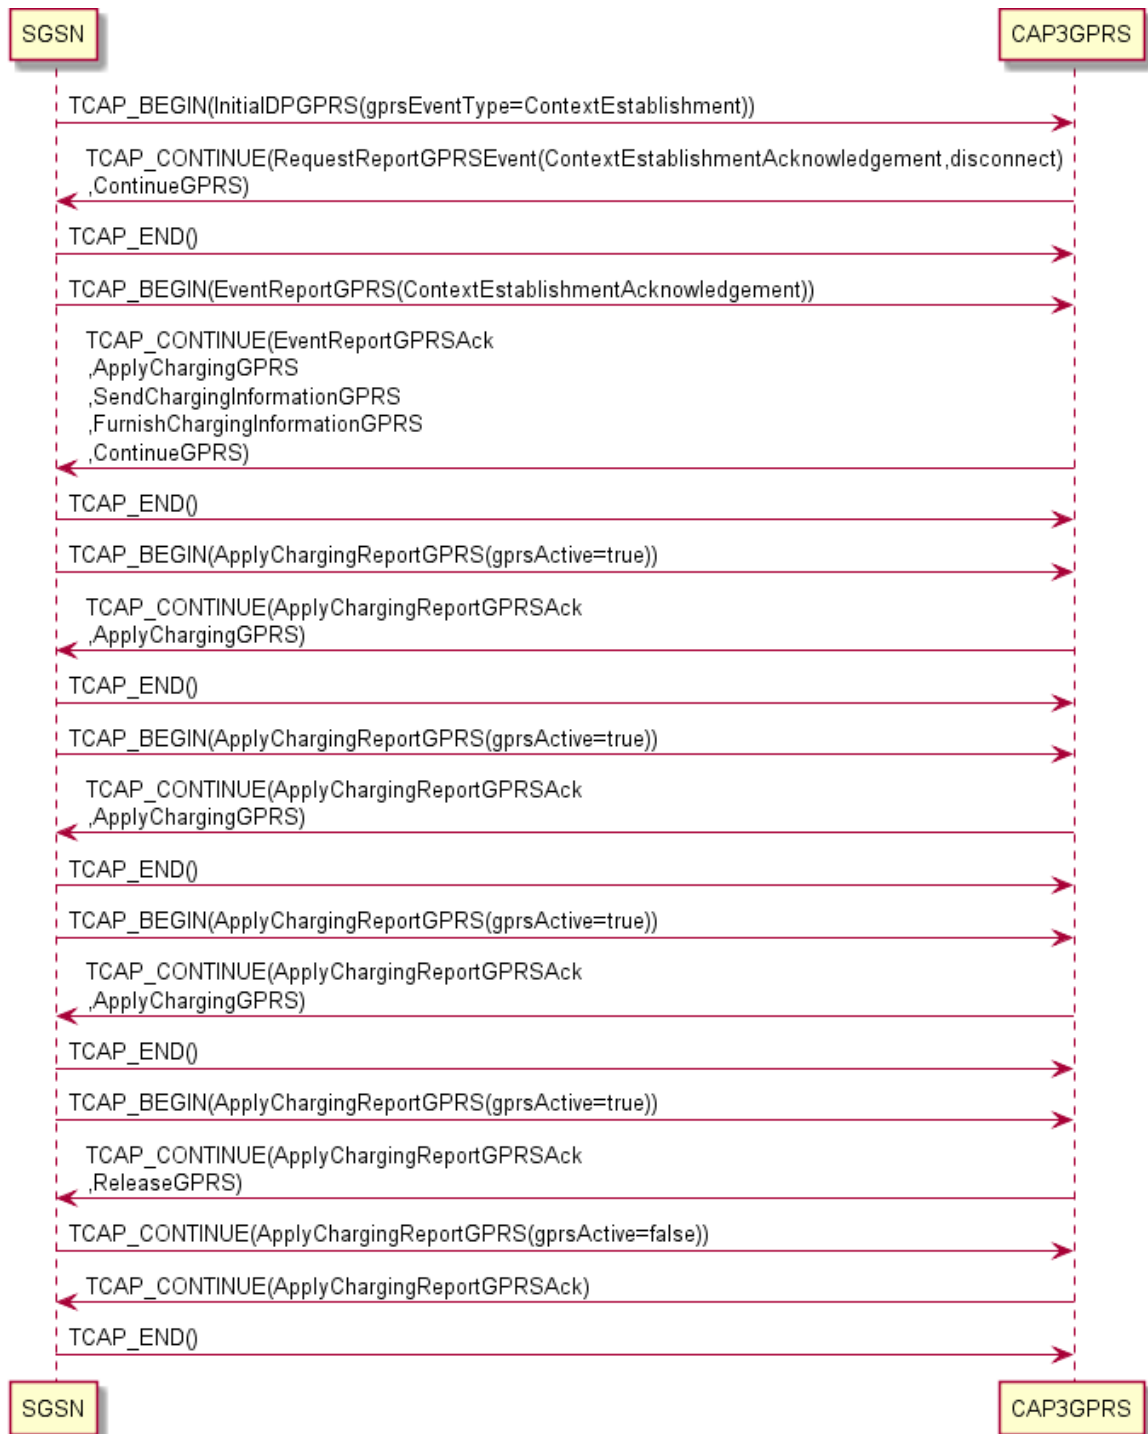 SGSN
CAP3GPRS
TCAP_BEGIN(InitialDPGPRS(gprsEventType=ContextEstablishment))
TCAP_CONTINUE(RequestReportGPRSEvent(ContextEstablishmentAcknowledgement,disconnect)
,ContinueGPRS)
TCAP_END()
TCAP_BEGIN(EventReportGPRS(ContextEstablishmentAcknowledgement))
TCAP_CONTINUE(EventReportGPRSAck
,ApplyChargingGPRS
,SendChargingInformationGPRS
,FurnishChargingInformationGPRS
,ContinueGPRS)
TCAP_END()
TCAP_BEGIN(ApplyChargingReportGPRS(gprsActive=true))
TCAP_CONTINUE(ApplyChargingReportGPRSAck
,ApplyChargingGPRS)
TCAP_END()
TCAP_BEGIN(ApplyChargingReportGPRS(gprsActive=true))
TCAP_CONTINUE(ApplyChargingReportGPRSAck
,ApplyChargingGPRS)
TCAP_END()
TCAP_BEGIN(ApplyChargingReportGPRS(gprsActive=true))
TCAP_CONTINUE(ApplyChargingReportGPRSAck
,ApplyChargingGPRS)
TCAP_END()
TCAP_BEGIN(ApplyChargingReportGPRS(gprsActive=true))
TCAP_CONTINUE(ApplyChargingReportGPRSAck
,ReleaseGPRS)
TCAP_CONTINUE(ApplyChargingReportGPRS(gprsActive=false))
TCAP_CONTINUE(ApplyChargingReportGPRSAck)
TCAP_END()
SGSN
CAP3GPRS